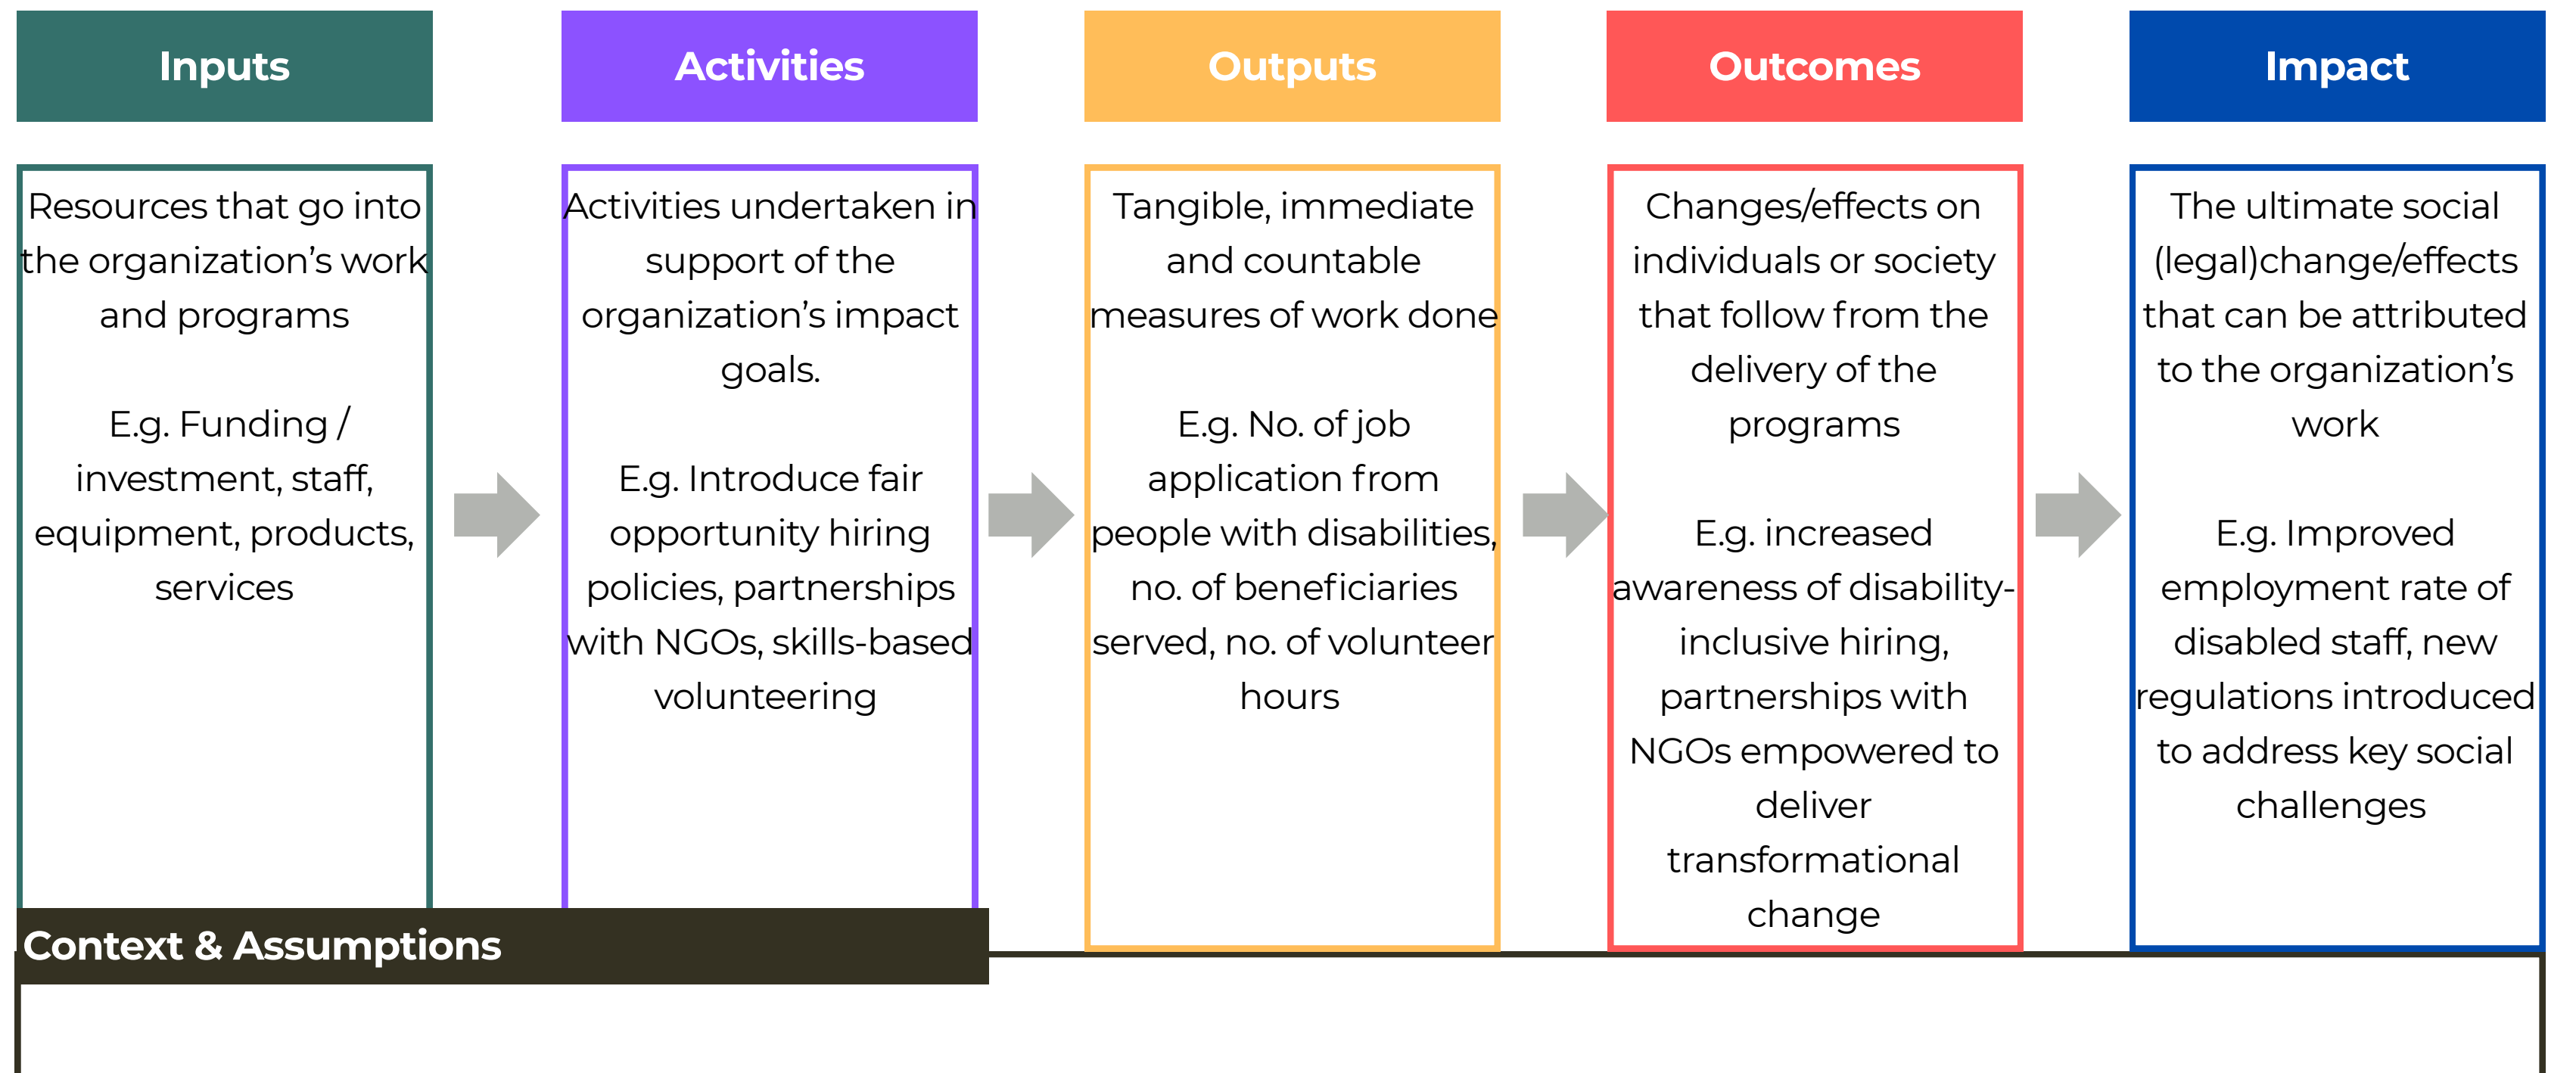 Inputs
Activities
Outputs
Outcomes
Impact
Resources that go into
the organization's work
and programs
E.g. Funding /
investment, staff,
equipment, products,
services
Activities undertaken in
support of the
organization's impact
goals.
E.g. Introduce fair
opportunity hiring
policies, partnerships
with NGOs, skills-based
volunteering
Tangible, immediate
and countable
measures of work done
E.g. No. of job
application from
people with disabilities,
no. of beneficiaries
served, no. of volunteer
hours
Changes/effects on
individuals or society
that follow from the
delivery of the
programs
E.g. increased
awareness of disability-
inclusive hiring,
partnerships with
NGOs empowered to
deliver
transformational
change
The ultimate social
(legal)change/effects
that can be attributed
to the organization's
work
E.g. Improved
employment rate of
disabled staff, new
regulations introduced
to address key social
challenges
Context & Assumptions